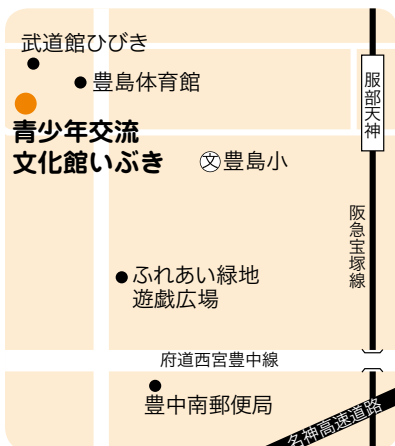 武道館ひびき
豊島体育館
服部天神
青少年交流
文化館いぶき
文
豊島小
阪急宝塚線
ふれあい緑地
遊戯広場
府道西宮豊中線
豊中南郵便局
名神高速道路